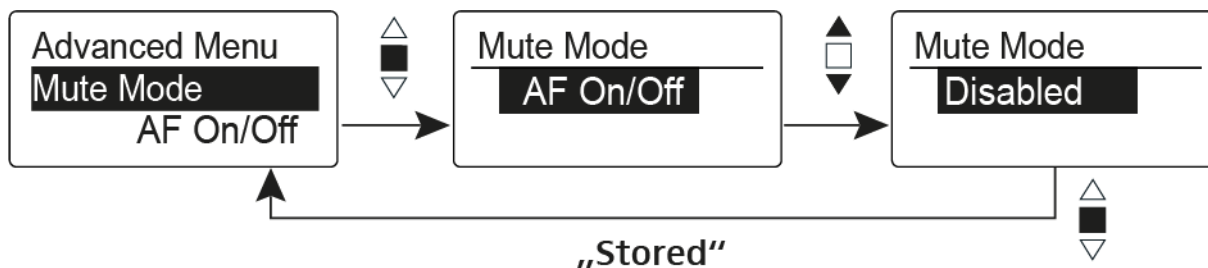 Advanced Menu
Mute Mode
AF On/Off
Mute Mode
AF On/Off
Mute Mode
Disabled
„Stored“